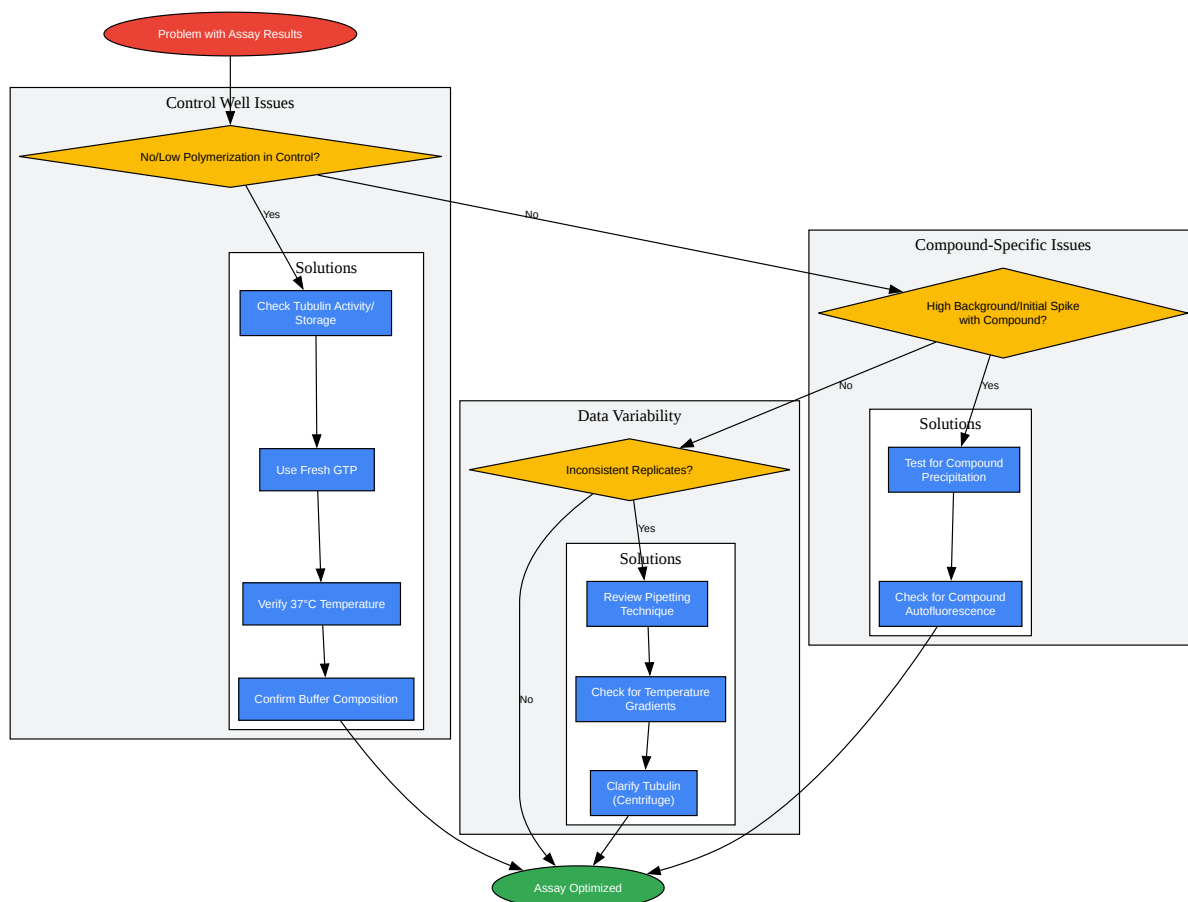 Problem with Assay Results
Control Well Issues
No/Low Polymerization in Control?
Yes
No
Solutions
Check Tubulin Activity/
Storage
Use Fresh GTP
Verify 37°C Temperature
Confirm Buffer Composition
Compound-Specific Issues
High Background/Initial Spike
with Compound?
No
Yes
Solutions
Test for Compound
Precipitation
Check for Compound
Autofluorescence
Data Variability
Inconsistent Replicates?
Yes
No
Solutions
Review Pipetting
Technique
Check for Temperature
Gradients
Clarify Tubulin
(Centrifuge)
Assay Optimized